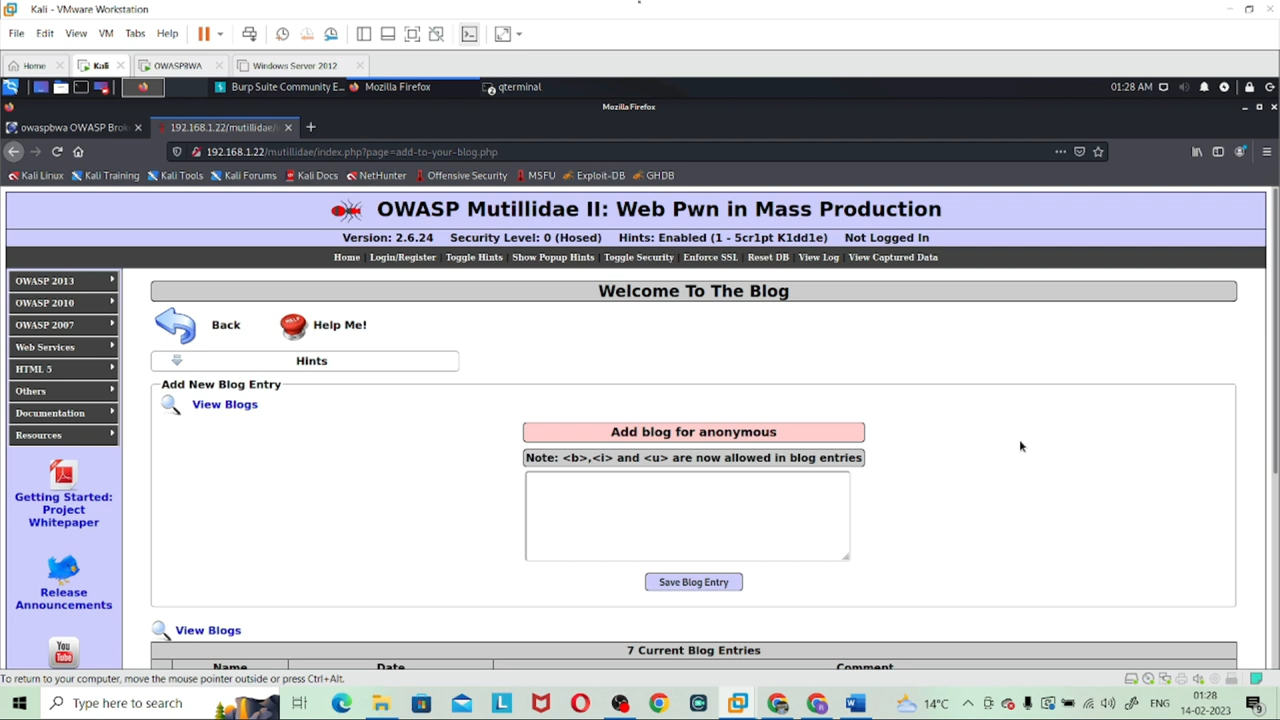 Kali - VMware Workstation
File Edit View VM Tabs Help
Home Kali OWASPBWA Windows Server 2012
Burp Suite Community E... Mozilla Firefox qterminal 01:28 AM
Mozilla Firefox
owaspbwa OWASP Brok 192.168.1.22/mutillidae/i
192.168.1.22/mutillidae/index.php?page=add-to-your-blog.php
Kali Linux Kali Training Kali Tools Kali Forums Kali Docs NetHunter Offensive Security MSFU Exploit-DB GHDB
OWASP Mutillidae II: Web Pwn in Mass Production
Version: 2.6.24 Security Level: 0 (Hosed) Hints: Enabled (1 - 5cr1pt K1dd1e) Not Logged In
Home Login/Register Toggle Hints Show Popup Hints Toggle Security Enforce SSL Reset DB View Log View Captured Data
OWASP 2013
OWASP 2010
OWASP 2007
Web Services
HTML 5
Others
Documentation
Resources
Getting Started:
Project
Whitepaper
Release
Announcements
You
Tube
Welcome To The Blog
Back HELP Help Me!
Hints
Add New Blog Entry
View Blogs
Add blog for anonymous
Note: <b>,<i> and <u> are now allowed in blog entries
Save Blog Entry
View Blogs
7 Current Blog Entries
Name Date Comment
To return to your computer, move the mouse pointer outside or press Ctrl+Alt.
Type here to search
14°C ENG 01:28
14-02-2023 9